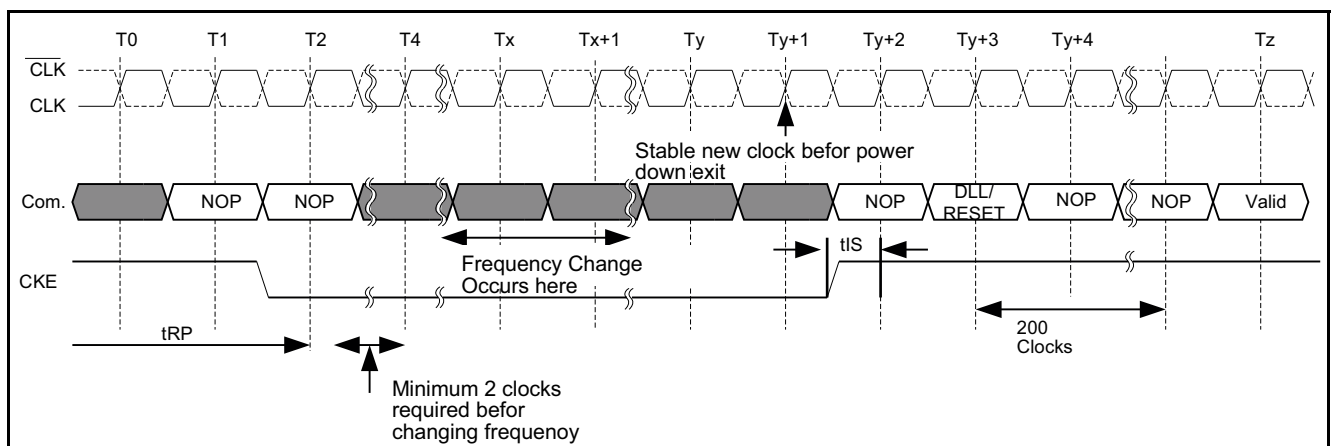 T0 T1 T2 T4 Tx Tx+1 Ty Ty+1 Ty+2 Ty+3 Ty+4 Tz
CLK
CLK
Stable new clock befor power
down exit
Com. NOP NOP NOP DLL/
RESET NOP NOP Valid
tIS
Frequency Change
Occurs here
CKE
tRP
200
Clocks
Minimum 2 clocks
required befor
changing frequenoy